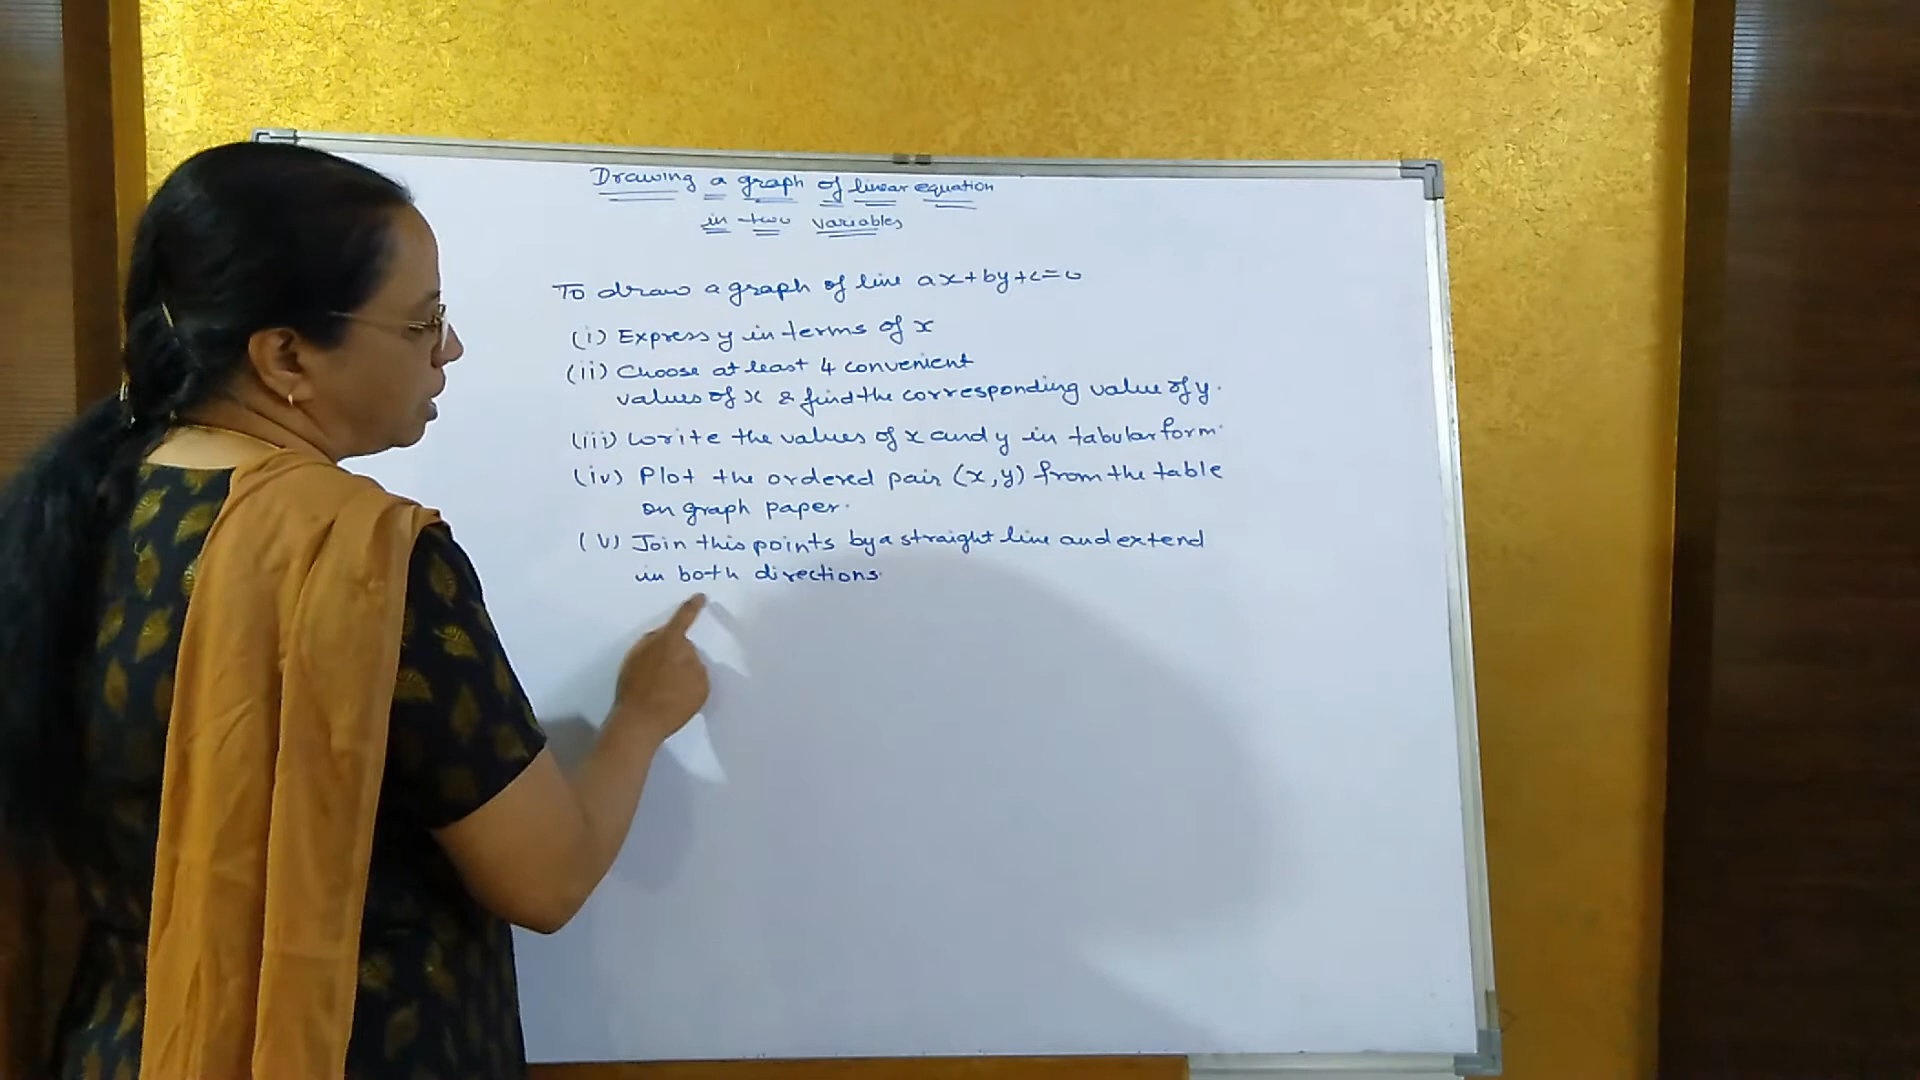 Drawing a graph of linear equation
in two variables
To draw a graph of line ax+by+c=0
(i) Express y in terms of x
(ii) Choose at least 4 convenient
values of x & find the corresponding value of y.
(iii) Write the values of x and y in tabular form.
(iv) Plot the ordered pair (x,y) from the table
on graph paper.
(v) Join this points by a straight line and extend
in both directions.